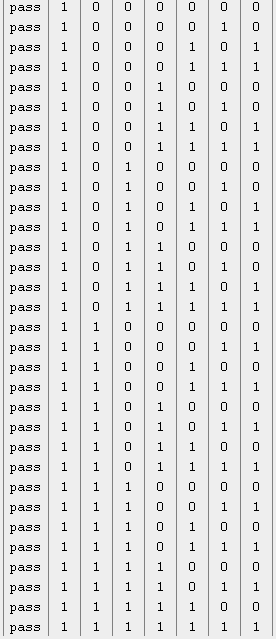 pass 1 0 0 0 0 0 0
pass 1 0 0 0 0 1 0
pass 1 0 0 0 1 0 1
pass 1 0 0 0 1 1 1
pass 1 0 0 1 0 0 0
pass 1 0 0 1 0 1 0
pass 1 0 0 1 1 0 1
pass 1 0 0 1 1 1 1
pass 1 0 1 0 0 0 0
pass 1 0 1 0 0 1 0
pass 1 0 1 0 1 0 1
pass 1 0 1 0 1 1 1
pass 1 0 1 1 0 0 0
pass 1 0 1 1 0 1 0
pass 1 0 1 1 1 0 1
pass 1 0 1 1 1 1 1
pass 1 1 0 0 0 0 0
pass 1 1 0 0 0 1 1
pass 1 1 0 0 1 0 0
pass 1 1 0 0 1 1 1
pass 1 1 0 1 0 0 0
pass 1 1 0 1 0 1 1
pass 1 1 0 1 1 0 0
pass 1 1 0 1 1 1 1
pass 1 1 1 0 0 0 0
pass 1 1 1 0 0 1 1
pass 1 1 1 0 1 0 0
pass 1 1 1 0 1 1 1
pass 1 1 1 1 0 0 0
pass 1 1 1 1 0 1 1
pass 1 1 1 1 1 0 0
pass 1 1 1 1 1 1 1